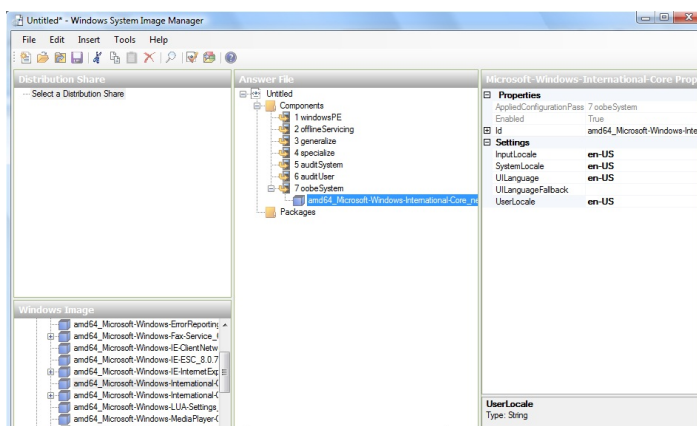 Untitled* - Windows System Image Manager
File Edit Insert Tools Help
Distribution Share
Select a Distribution Share
Answer File
Untitled
Components
1 windowsPE
2 offlineServicing
3 generalize
4 specialize
5 auditSystem
6 auditUser
7 oobeSystem
amd64_Microsoft-Windows-International-Core_ne
Packages
Microsoft-Windows-International-Core Prop
Properties
AppliedConfigurationPass 7 oobeSystem
Enabled True
Id amd64_Microsoft-Windows-Inte
Settings
InputLocale en-US
SystemLocale en-US
UILanguage en-US
UILanguageFallback
UserLocale en-US
Windows Image
amd64_Microsoft-Windows-ErrorReporting
amd64_Microsoft-Windows-Fax-Service_
amd64_Microsoft-Windows-IE-ClientNetw
amd64_Microsoft-Windows-IE-ESC_8.0.7
amd64_Microsoft-Windows-IE-InternetExp
amd64_Microsoft-Windows-International-C
amd64_Microsoft-Windows-International-C
amd64_Microsoft-Windows-LUA-Settings_
amd64_Microsoft-Windows-MediaPlayer-C
UserLocale
Type: String